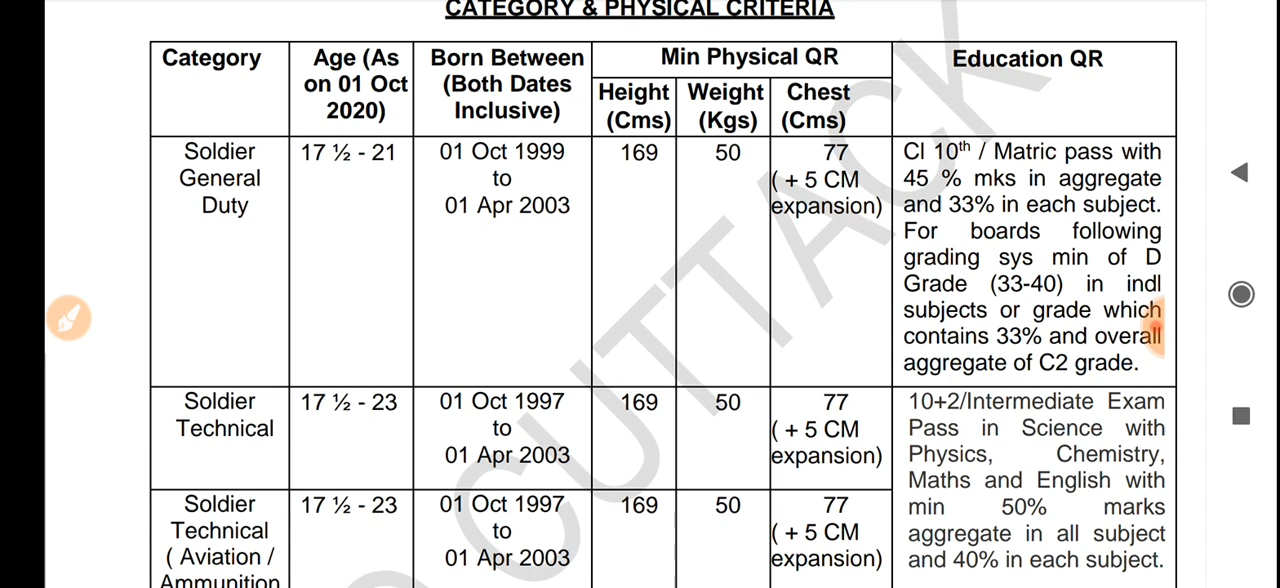 CATEGORY & PHYSICAL CRITERIA
Category
Age (As
on 01 Oct
2020)
Born Between
(Both Dates
Inclusive)
Min Physical QR
Height
(Cms)
Weight
(Kgs)
Chest
(Cms)
Education QR
Soldier
General
Duty
17 ½ - 21
01 Oct 1999
to
01 Apr 2003
169
50
77
( + 5 CM
expansion)
Cl 10th / Matric pass with
45 % mks in aggregate
and 33% in each subject.
For boards following
grading sys min of D
Grade (33-40) in indl
subjects or grade which
contains 33% and overall
aggregate of C2 grade.
Soldier
Technical
17 ½ - 23
01 Oct 1997
to
01 Apr 2003
169
50
77
( + 5 CM
expansion)
10+2/Intermediate Exam
Pass in Science with
Physics, Chemistry,
Maths and English with
min 50% marks
aggregate in all subject
and 40% in each subject.
Soldier
Technical
( Aviation /
Ammunition
17 ½ - 23
01 Oct 1997
to
01 Apr 2003
169
50
77
( + 5 CM
expansion)
CUTTACK